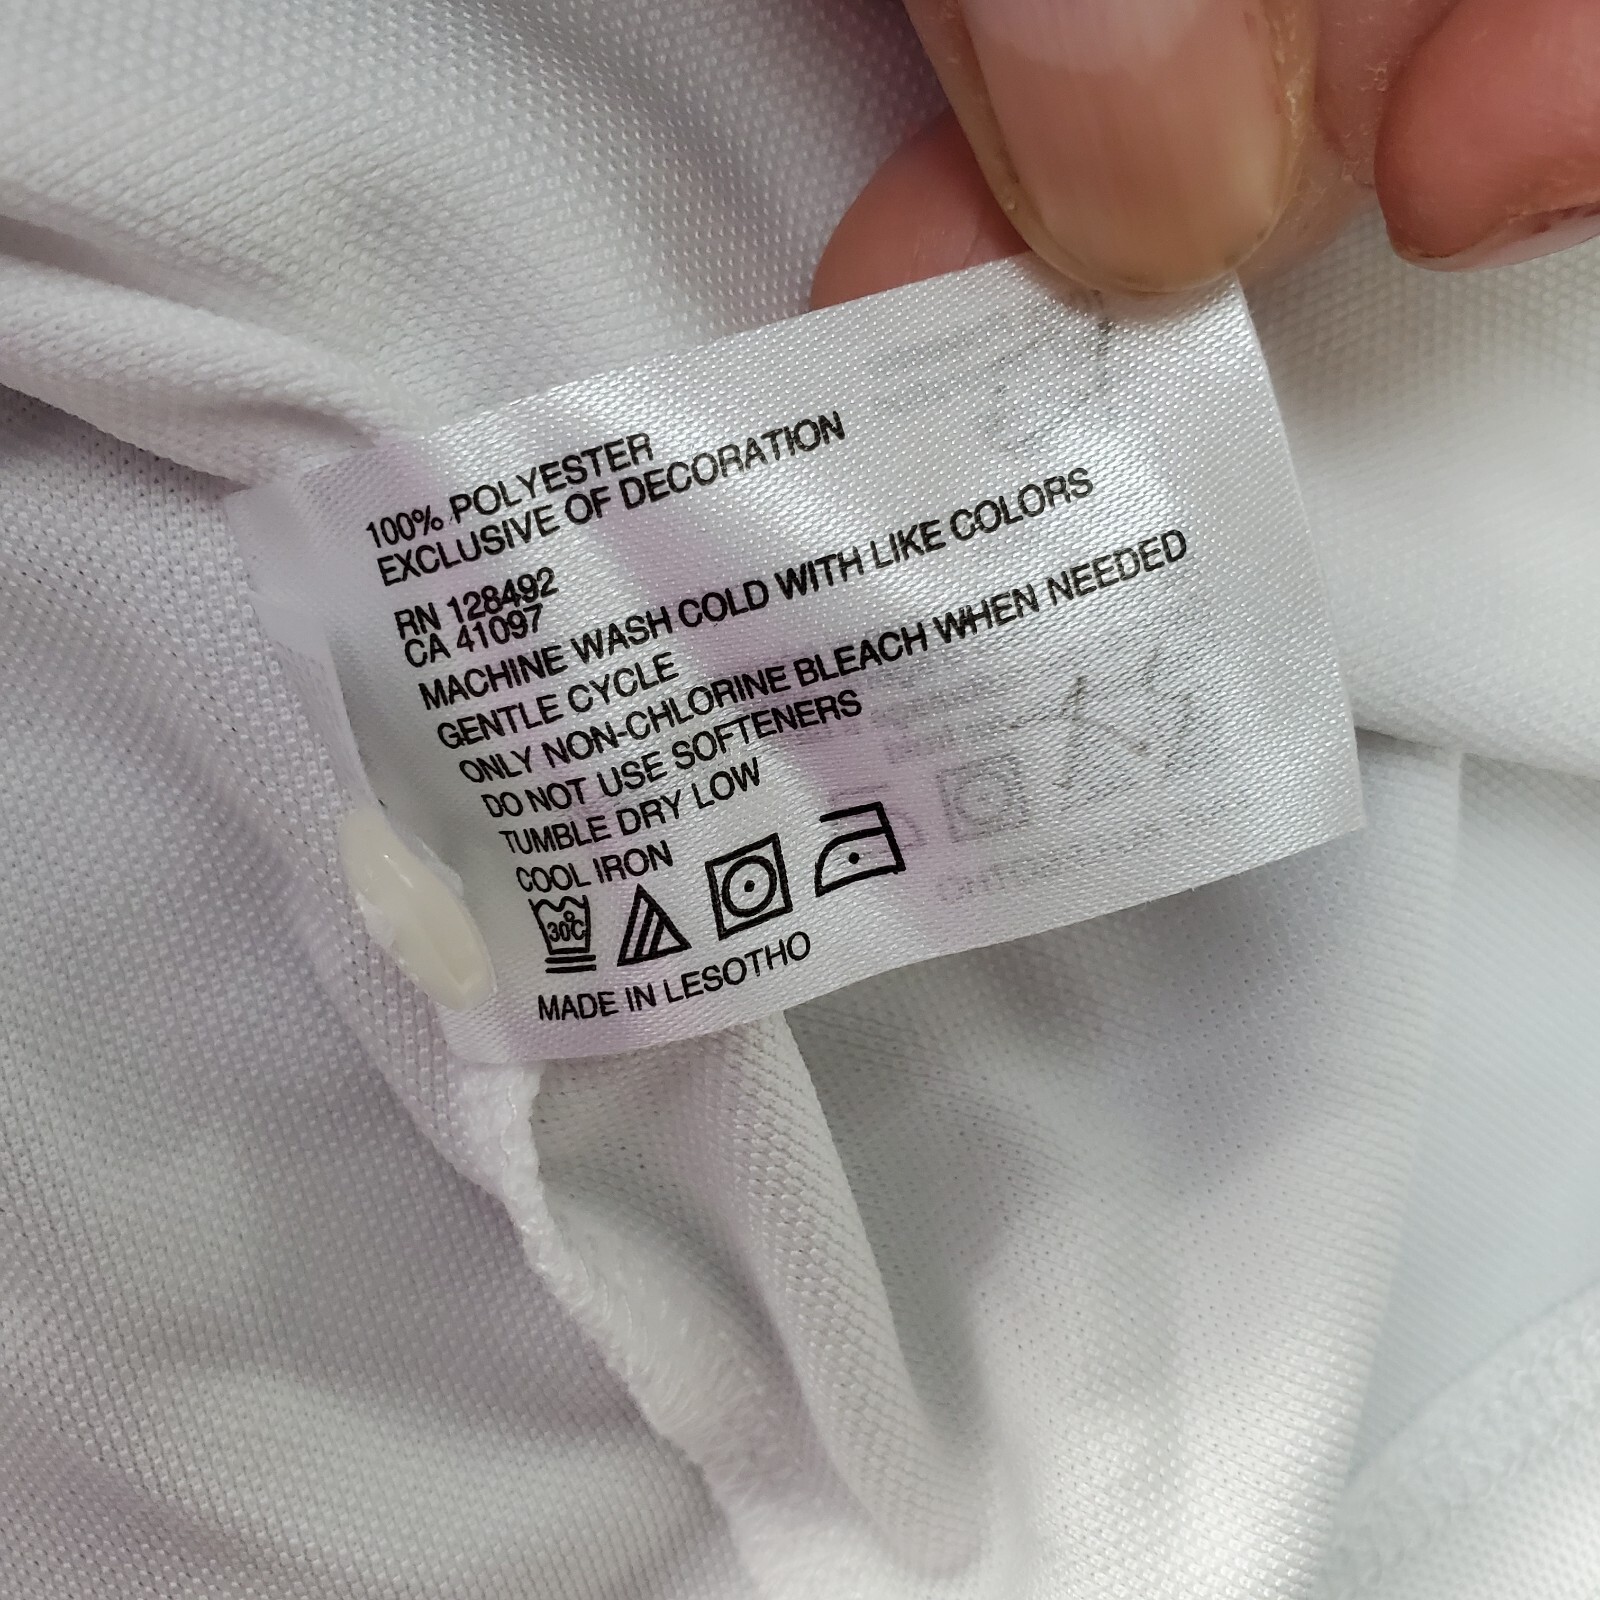 100% POLYESTER
EXCLUSIVE OF DECORATION
RN 128492
CA 41097
MACHINE WASH COLD WITH LIKE COLORS
GENTLE CYCLE
ONLY NON-CHLORINE BLEACH WHEN NEEDED
DO NOT USE SOFTENERS
TUMBLE DRY LOW
COOL IRON
30°C
MADE IN LESOTHO